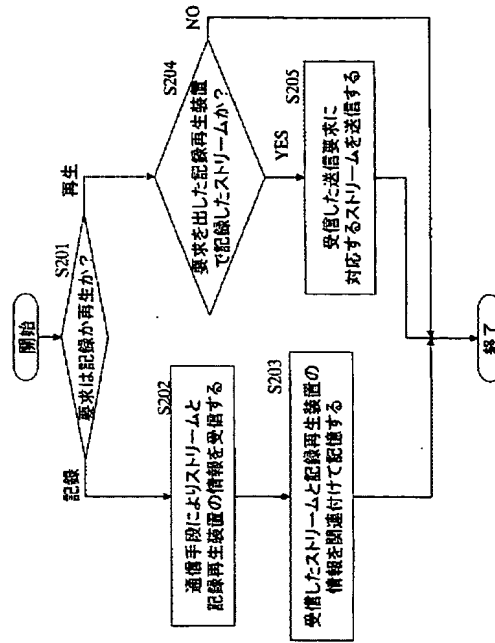 開始
S201
要求は記録か再生か？
記録
再生
S202
通信手段によりストリームと
記録再生装置の情報を受信する
S203
受信したストリームと記録再生装置の
情報を関連付けて記憶する
S204
要求を出した記録再生装置
で記録したストリームか？
NO
YES
S205
受信した送信要求に
対応するストリームを送信する
終了